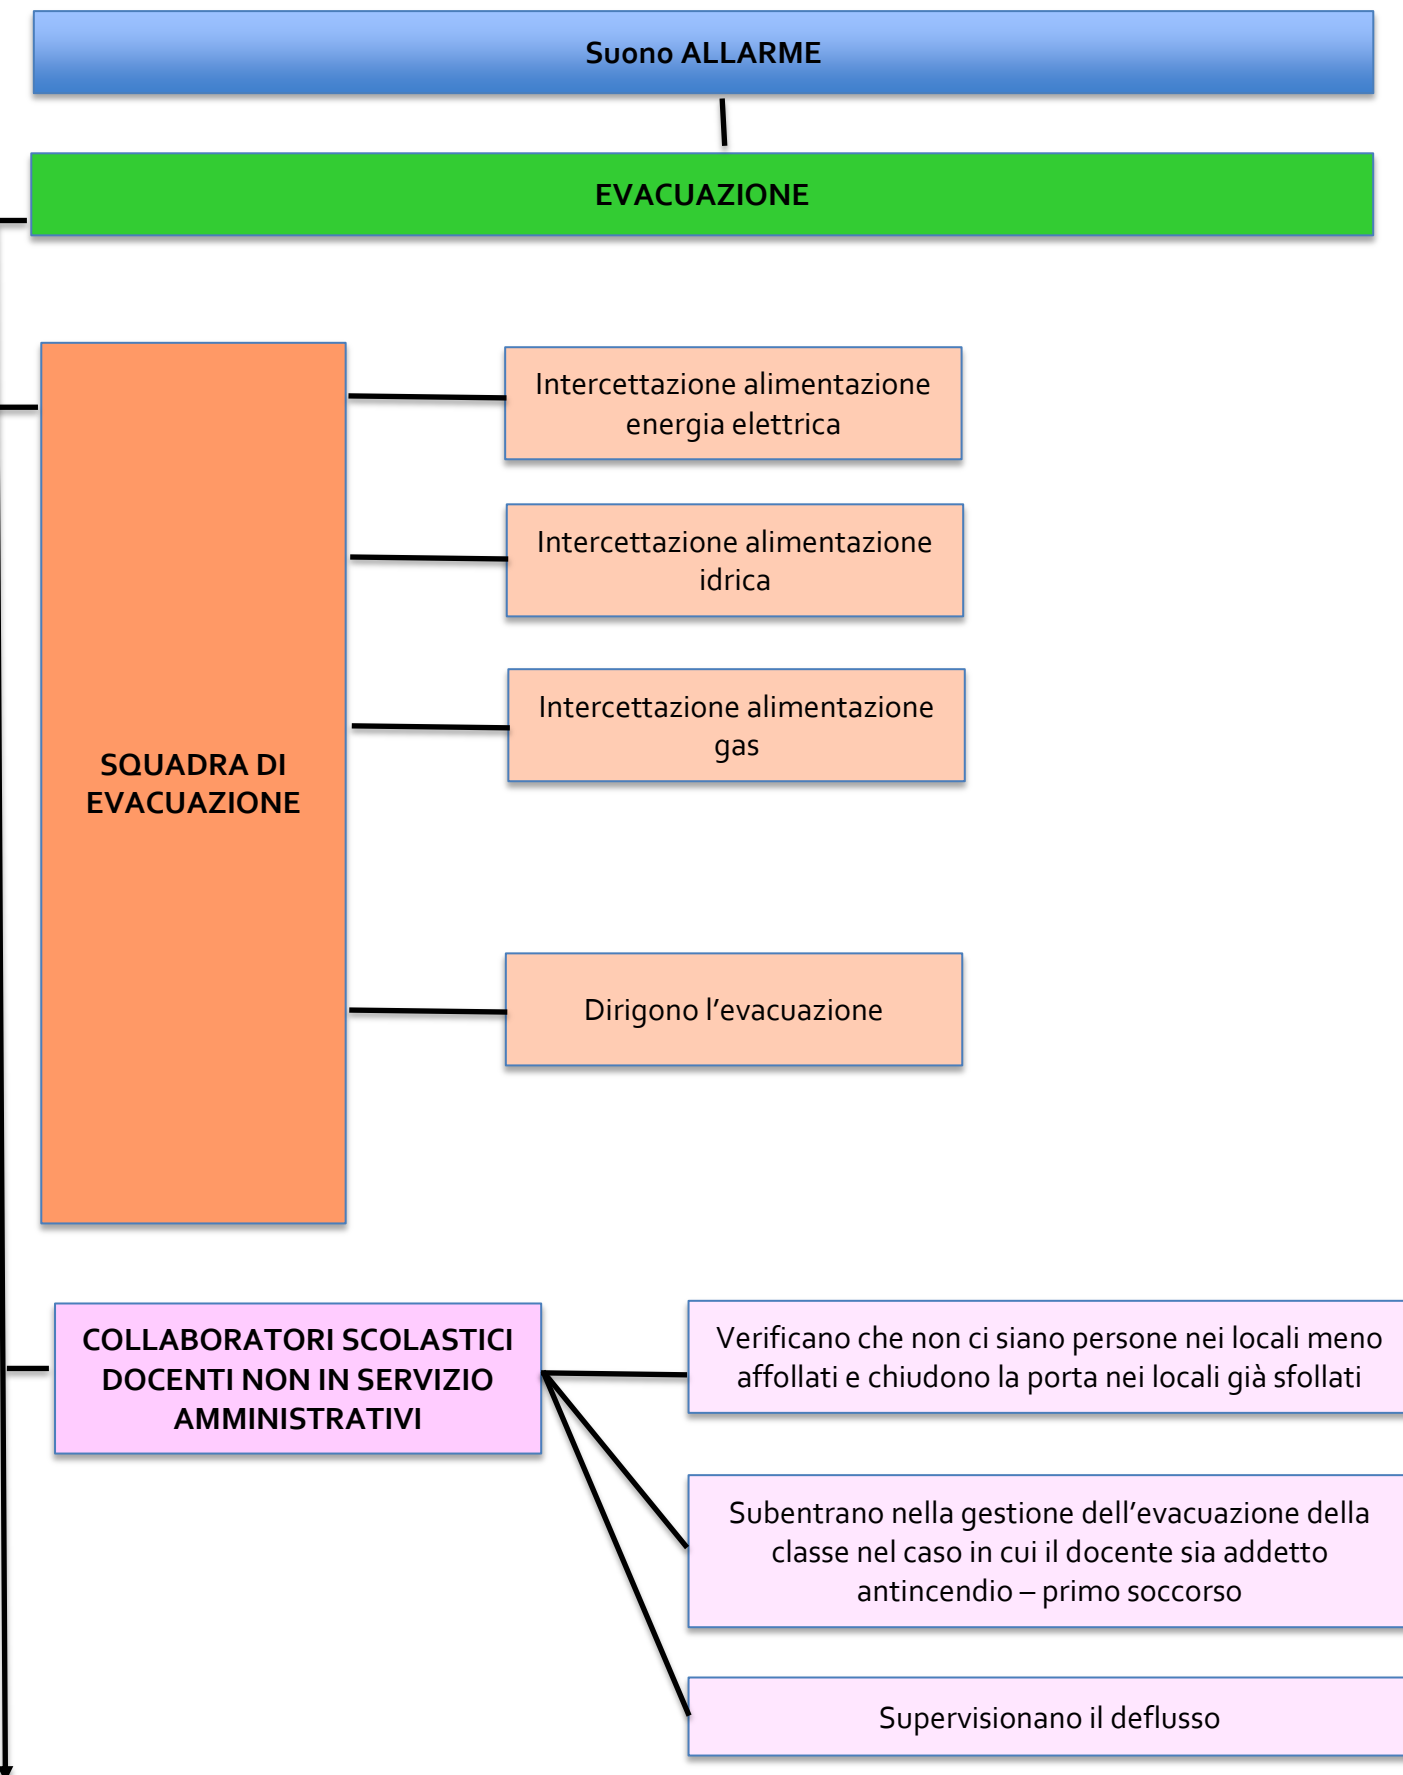 Suono ALLARME
EVACUAZIONE
SQUADRA DI
EVACUAZIONE
Intercettazione alimentazione
energia elettrica
Intercettazione alimentazione
idrica
Intercettazione alimentazione
gas
Dirigono l’evacuazione
COLLABORATORI SCOLASTICI
DOCENTI NON IN SERVIZIO
AMMINISTRATIVI
Verificano che non ci siano persone nei locali meno
affollati e chiudono la porta nei locali già sfollati
Subentrano nella gestione dell’evacuazione della
classe nel caso in cui il docente sia addetto
antincendio – primo soccorso
Supervisionano il deflusso